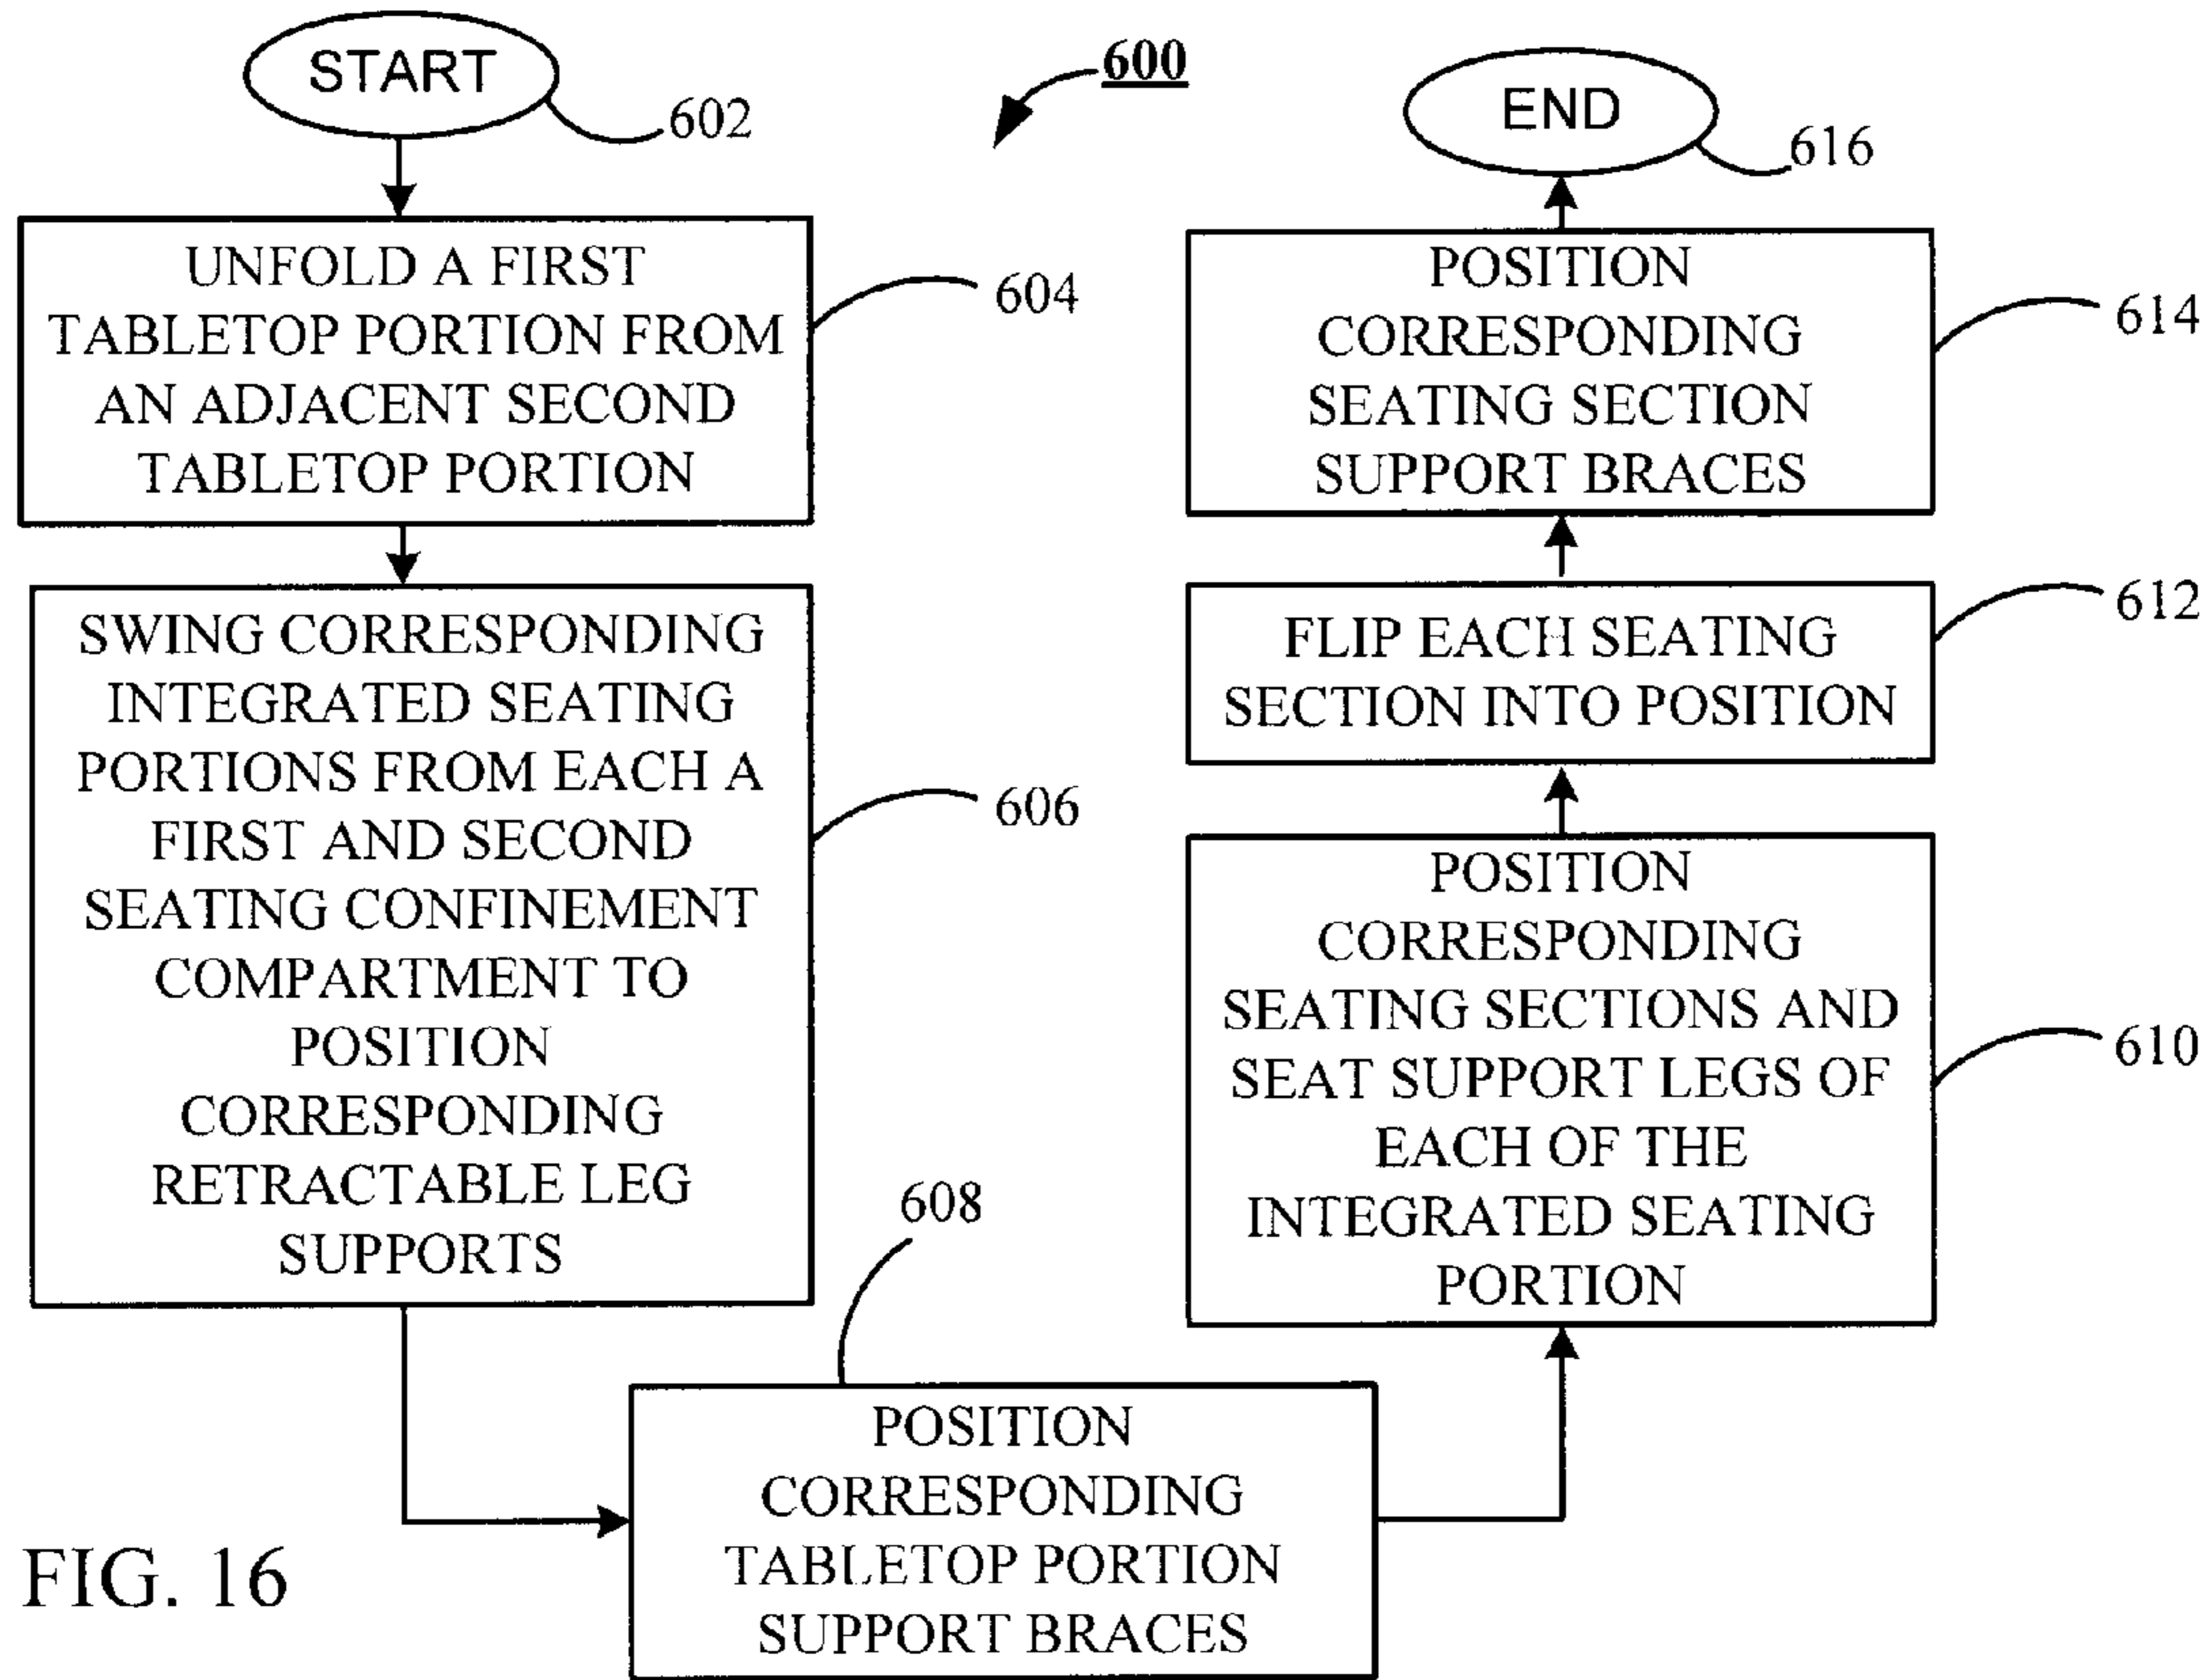 START
602
600
UNFOLD A FIRST
TABLETOP PORTION FROM
AN ADJACENT SECOND
TABLETOP PORTION
604
SWING CORRESPONDING
INTEGRATED SEATING
PORTIONS FROM EACH A
FIRST AND SECOND
SEATING CONFINEMENT
COMPARTMENT TO
POSITION
CORRESPONDING
RETRACTABLE LEG
SUPPORTS
606
608
POSITION
CORRESPONDING
TABLETOP PORTION
SUPPORT BRACES
POSITION
CORRESPONDING
SEATING SECTIONS AND
SEAT SUPPORT LEGS OF
EACH OF THE
INTEGRATED SEATING
PORTION
610
FLIP EACH SEATING
SECTION INTO POSITION
612
POSITION
CORRESPONDING
SEATING SECTION
SUPPORT BRACES
614
END
616
FIG. 16